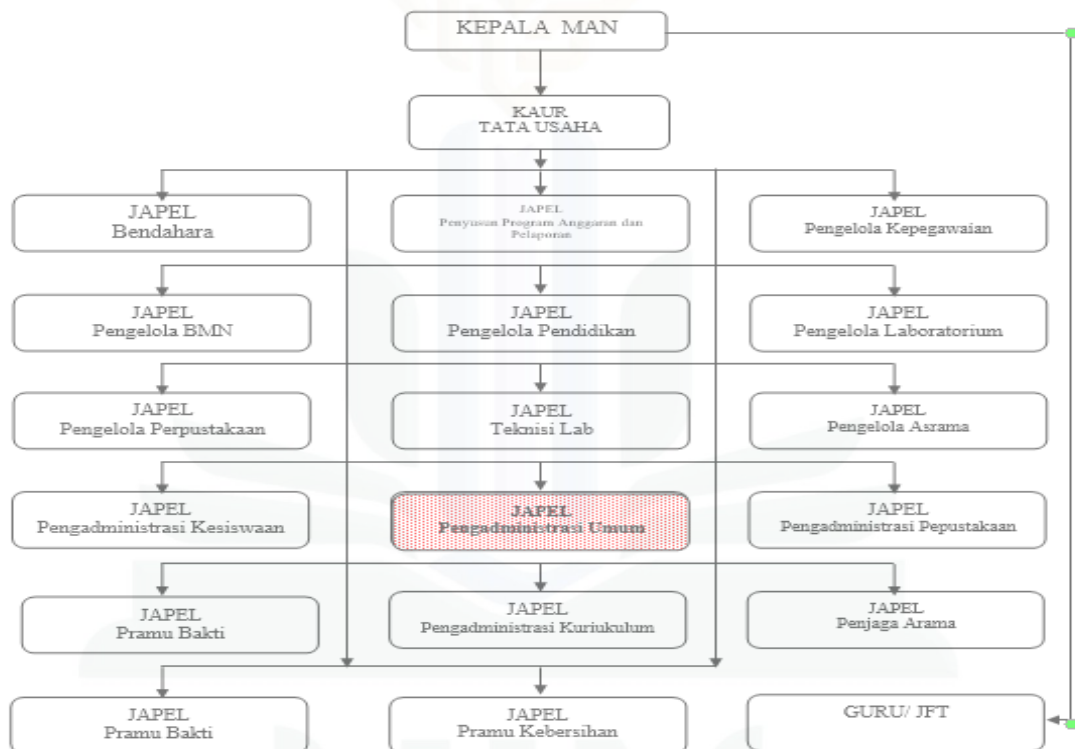 KEPALA MAN
KAUR
TATA USAHA
JAPEL
Bendahara
JAPEL
Penyusun Program Anggaran dan
Pelaporan
JAPEL
Pengelola Kepegawaian
JAPEL
Pengelola BMN
JAPEL
Pengelola Pendidikan
JAPEL
Pengelola Laboratorium
JAPEL
Pengelola Perpustakaan
JAPEL
Teknisi Lab
JAPEL
Pengelola Asrama
JAPEL
Pengadministrasi Kesiswaan
JAPEL
Pengadministrasi Umum
JAPEL
Pengadministrasi Pepustakaan
JAPEL
Pramu Bakti
JAPEL
Pengadministrasi Kuriukulum
JAPEL
Penjaga Arama
JAPEL
Pramu Bakti
JAPEL
Pramu Kebersihan
GURU/ JFT